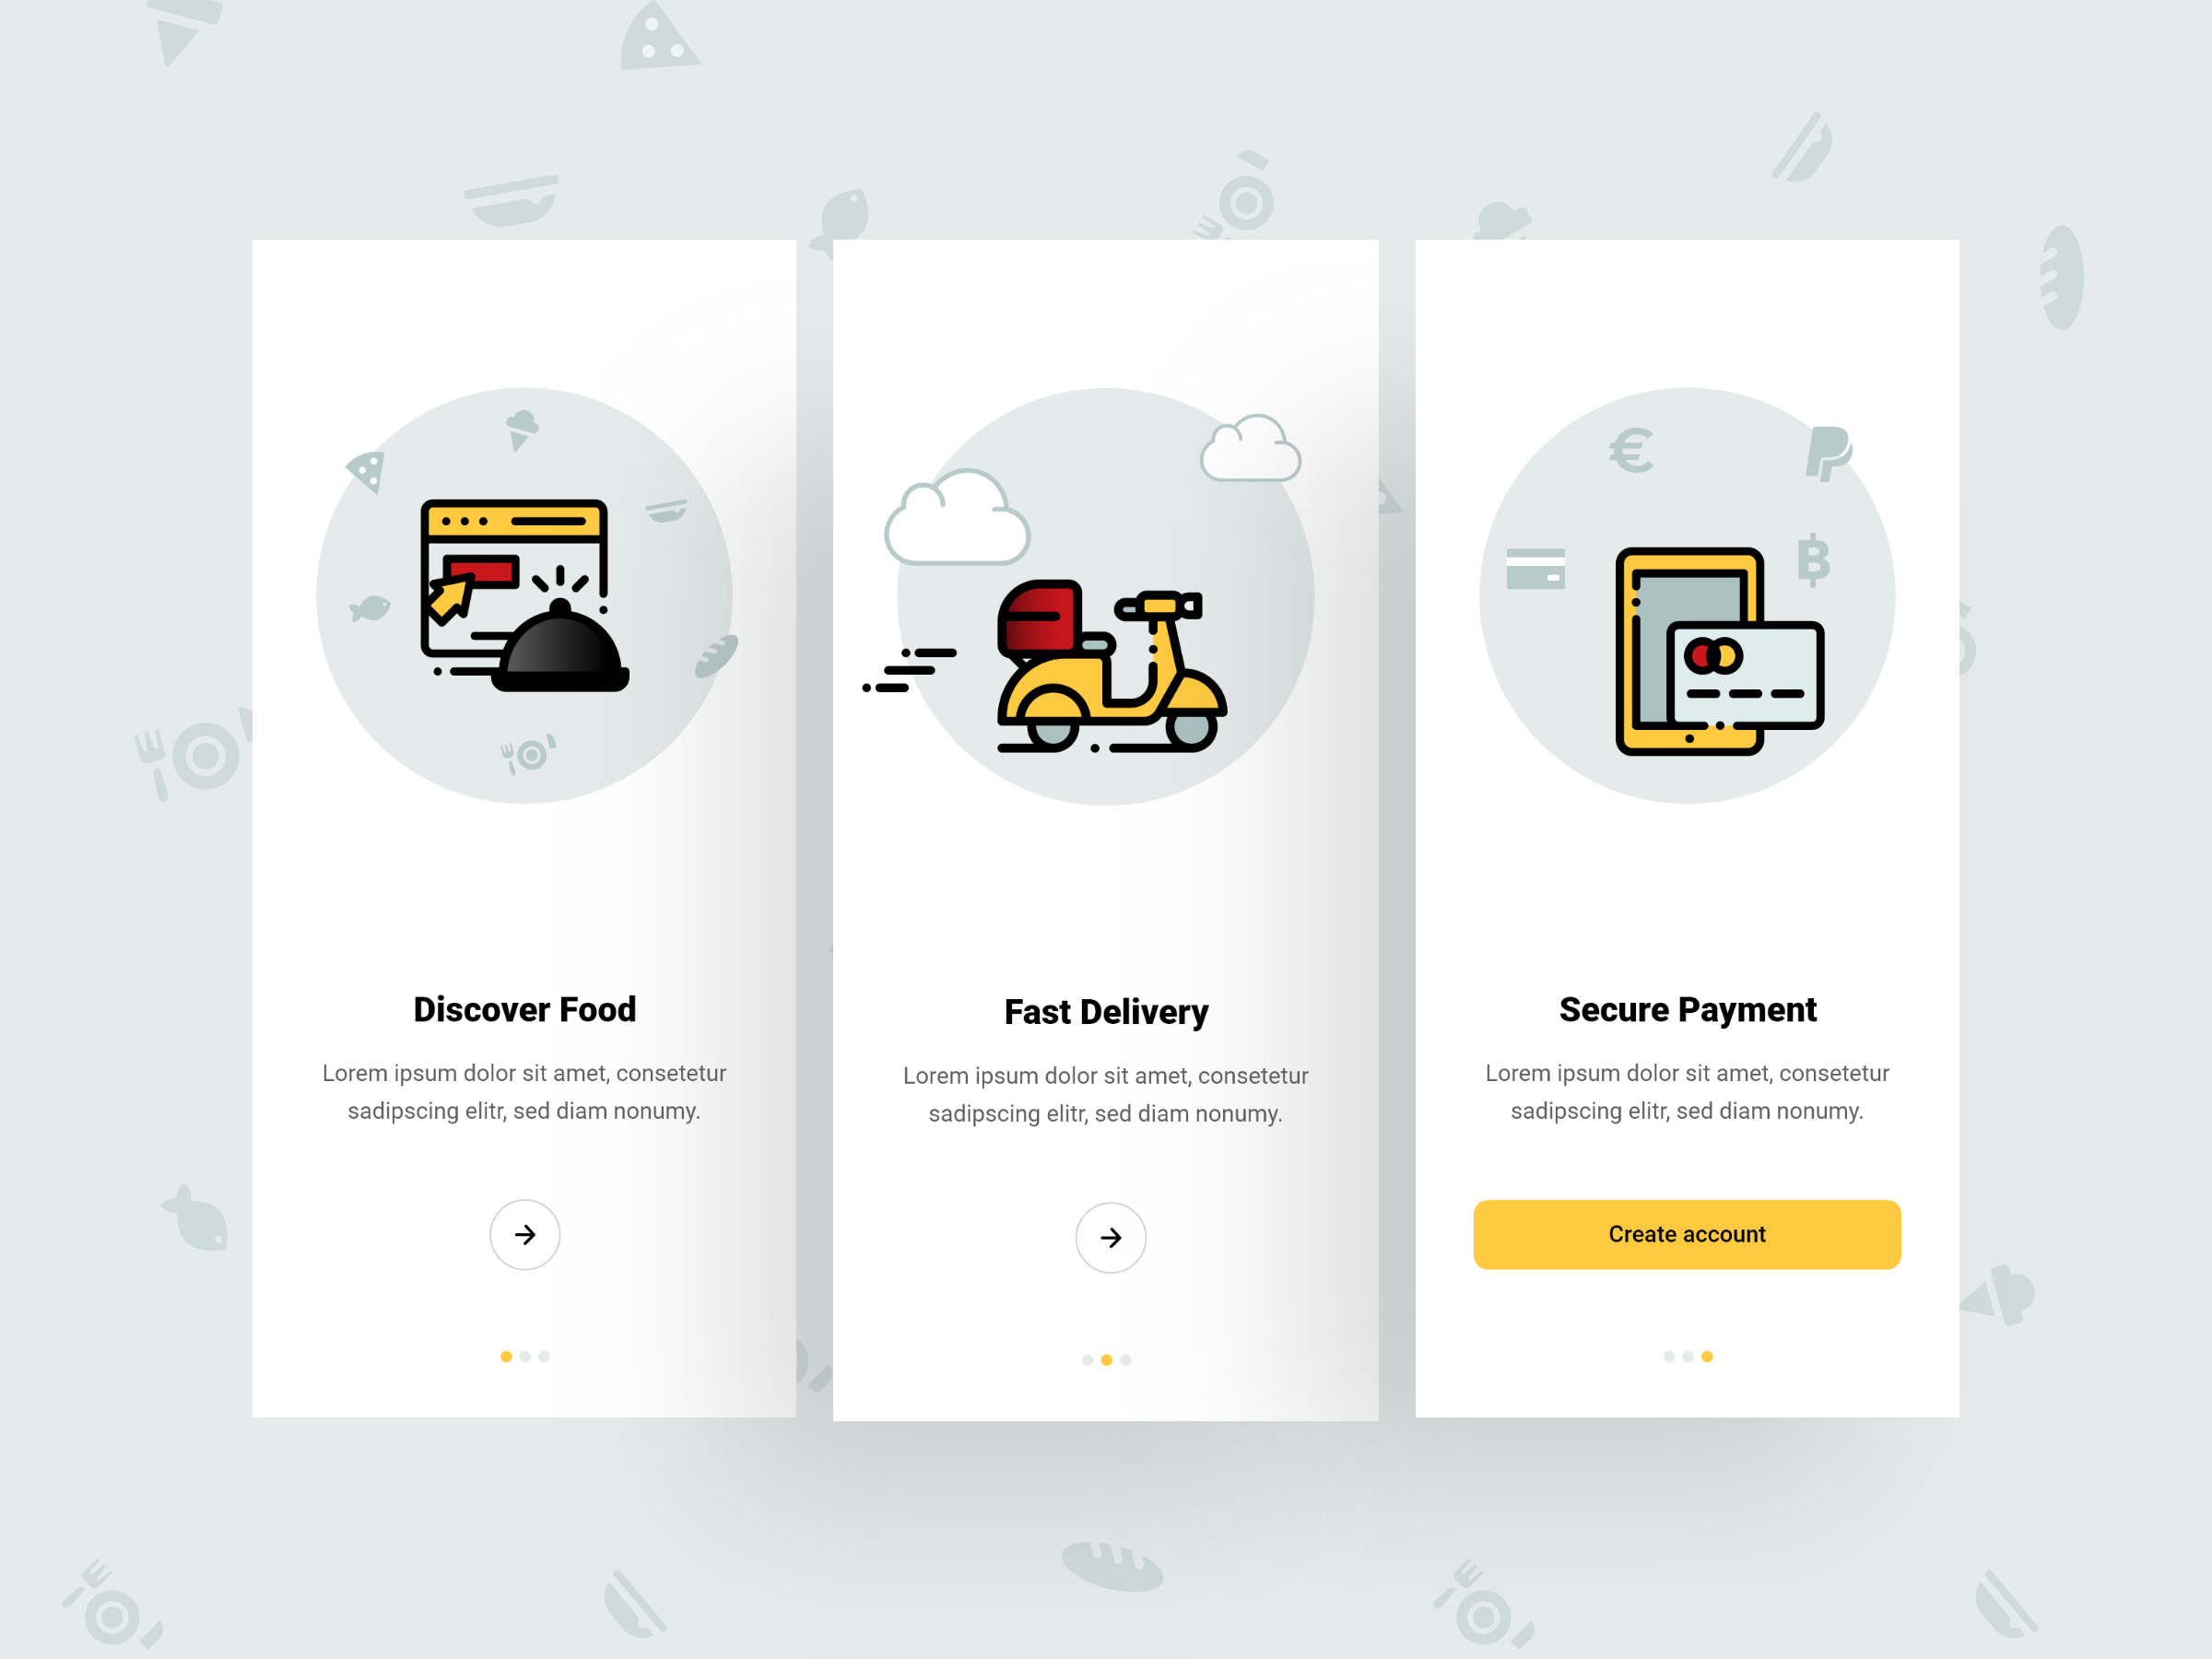 Discover Food
Lorem ipsum dolor sit amet, consetetur
sadipscing elitr, sed diam nonumy.
Fast Delivery
Lorem ipsum dolor sit amet, consetetur
sadipscing elitr, sed diam nonumy.
€
฿
Secure Payment
Lorem ipsum dolor sit amet, consetetur
sadipscing elitr, sed diam nonumy.
Create account